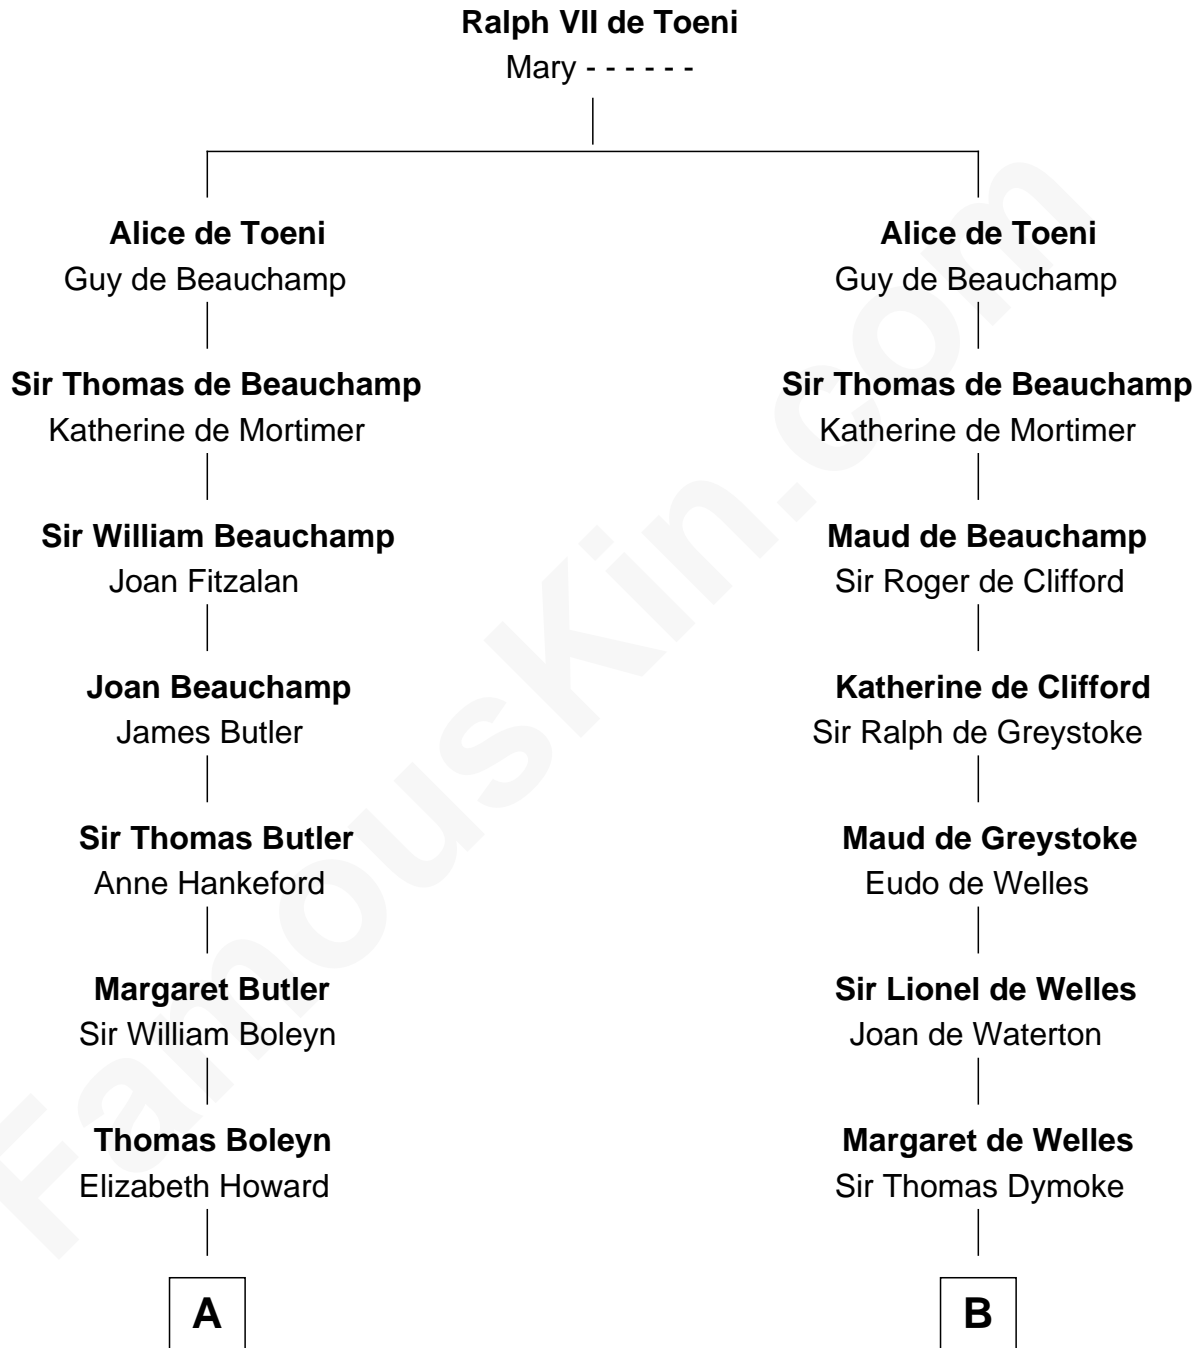 Ralph VII de Toeni
Mary - - - - - -
Alice de Toeni
Guy de Beauchamp
Sir Thomas de Beauchamp
Katherine de Mortimer
Sir William Beauchamp
Joan Fitzalan
Joan Beauchamp
James Butler
Sir Thomas Butler
Anne Hankeford
Margaret Butler
Sir William Boleyn
Thomas Boleyn
Elizabeth Howard
A
Alice de Toeni
Guy de Beauchamp
Sir Thomas de Beauchamp
Katherine de Mortimer
Maud de Beauchamp
Sir Roger de Clifford
Katherine de Clifford
Sir Ralph de Greystoke
Maud de Greystoke
Eudo de Welles
Sir Lionel de Welles
Joan de Waterton
Margaret de Welles
Sir Thomas Dymoke
B
FamousKin.com